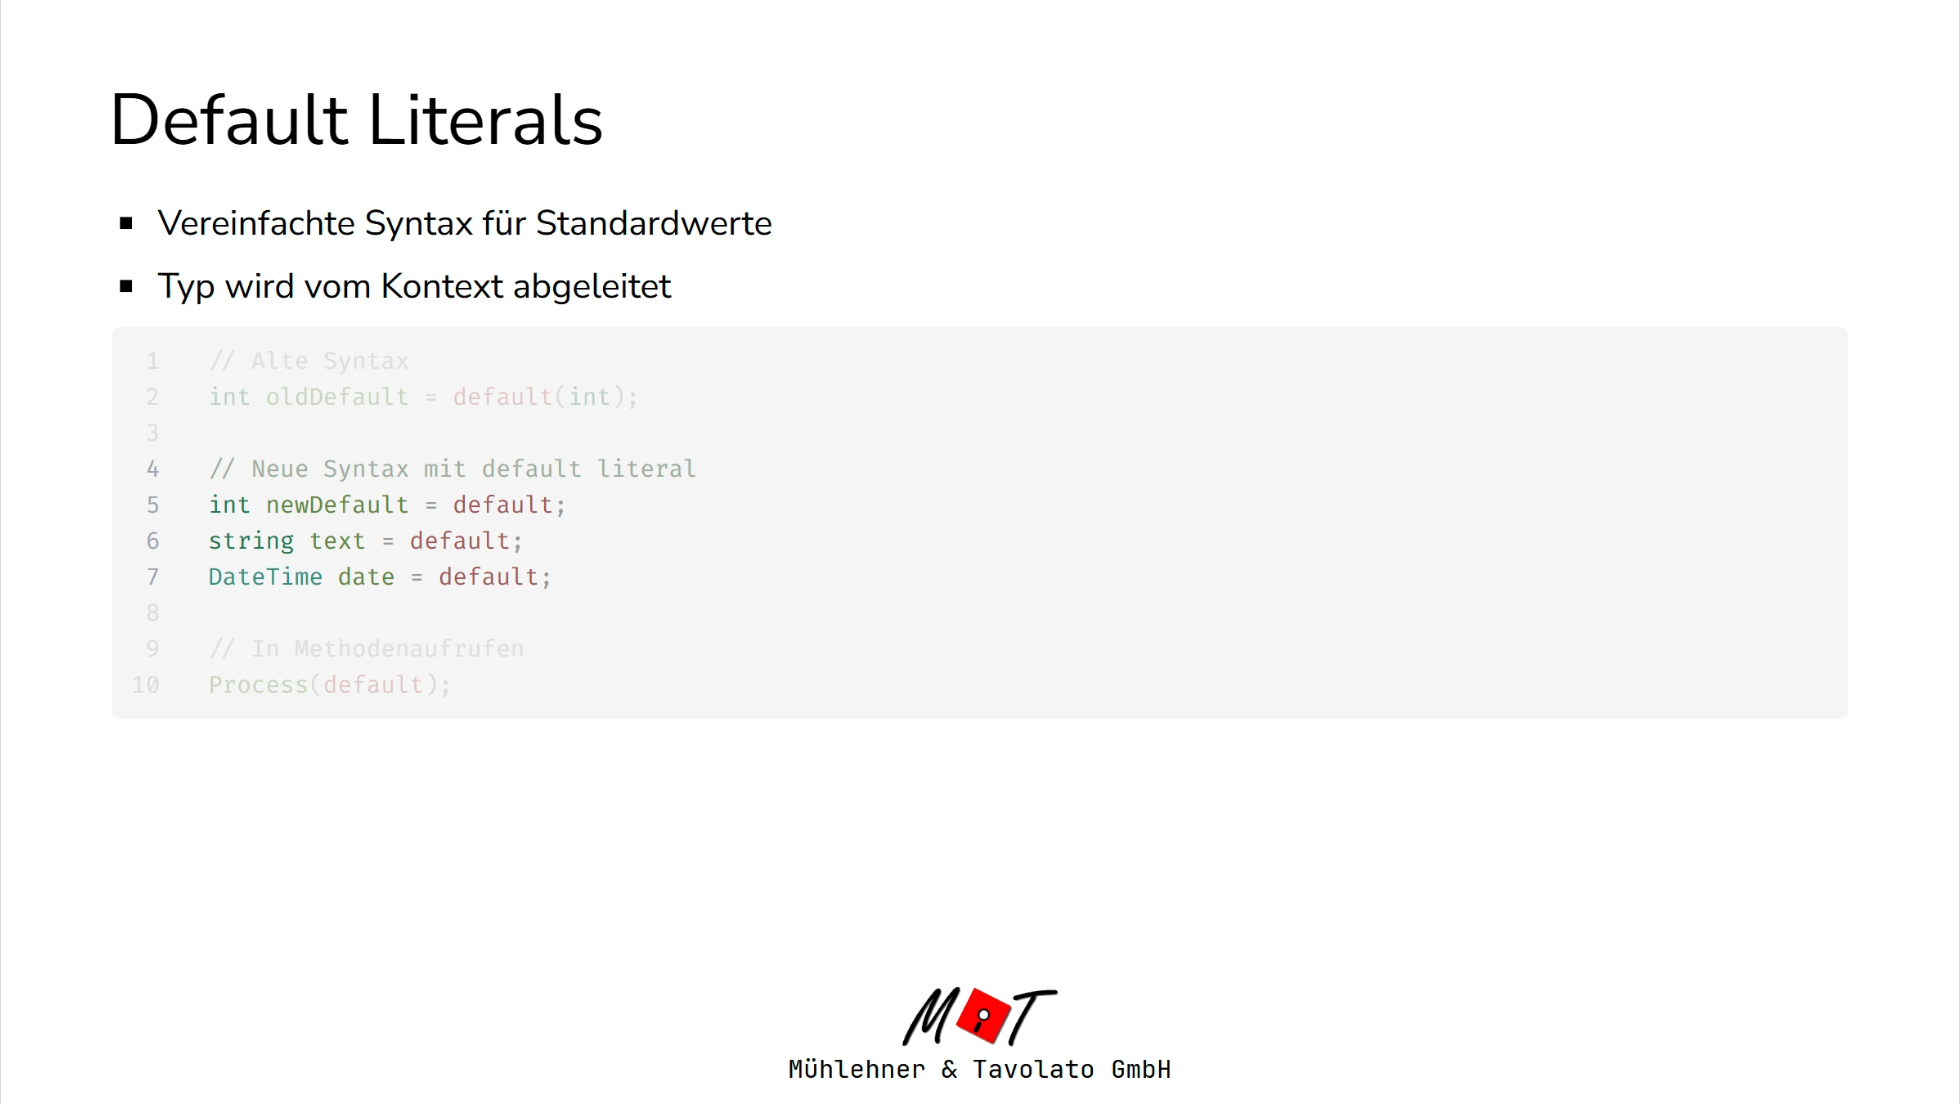 Default Literals
▪ Vereinfachte Syntax für Standardwerte
▪ Typ wird vom Kontext abgeleitet
1 // Alte Syntax
2 int oldDefault = default(int);
3
4 // Neue Syntax mit default literal
5 int newDefault = default;
6 string text = default;
7 DateTime date = default;
8
9 // In Methodenaufrufen
10 Process(default);
M T
Mühlehner & Tavolato GmbH